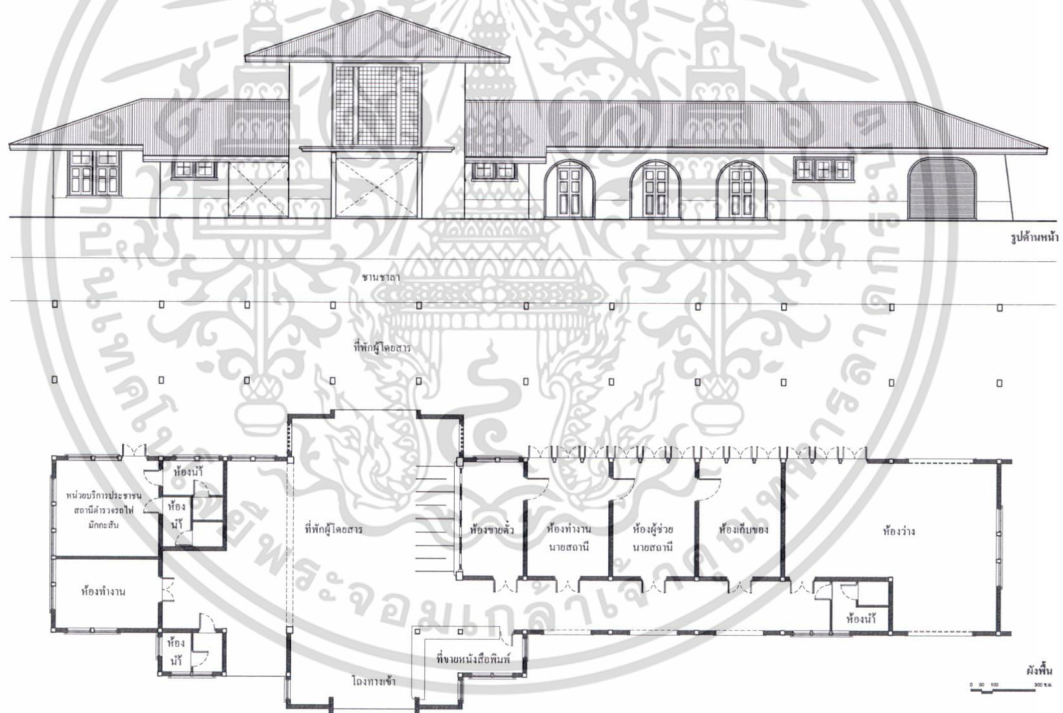 รูปด้านหน้า
ชานชาลา
ที่พักผู้โดยสาร
ห้องน้ำ
หน่วยบริการประชาชน
สถานีตำรวจรถไฟ
มักกะสัน
ห้อง
น้ำ
ที่พักผู้โดยสาร
ห้องขายตั๋ว
ห้องทำงาน
นายสถานี
ห้องผู้ช่วย
นายสถานี
ห้องเก็บของ
ห้องว่าง
ห้องทำงาน
ห้องน้ำ
ห้อง
น้ำ
ที่ขายหนังสือพิมพ์
โถงทางเข้า
ผังพื้น
0 50 100 300 ซ.ม.